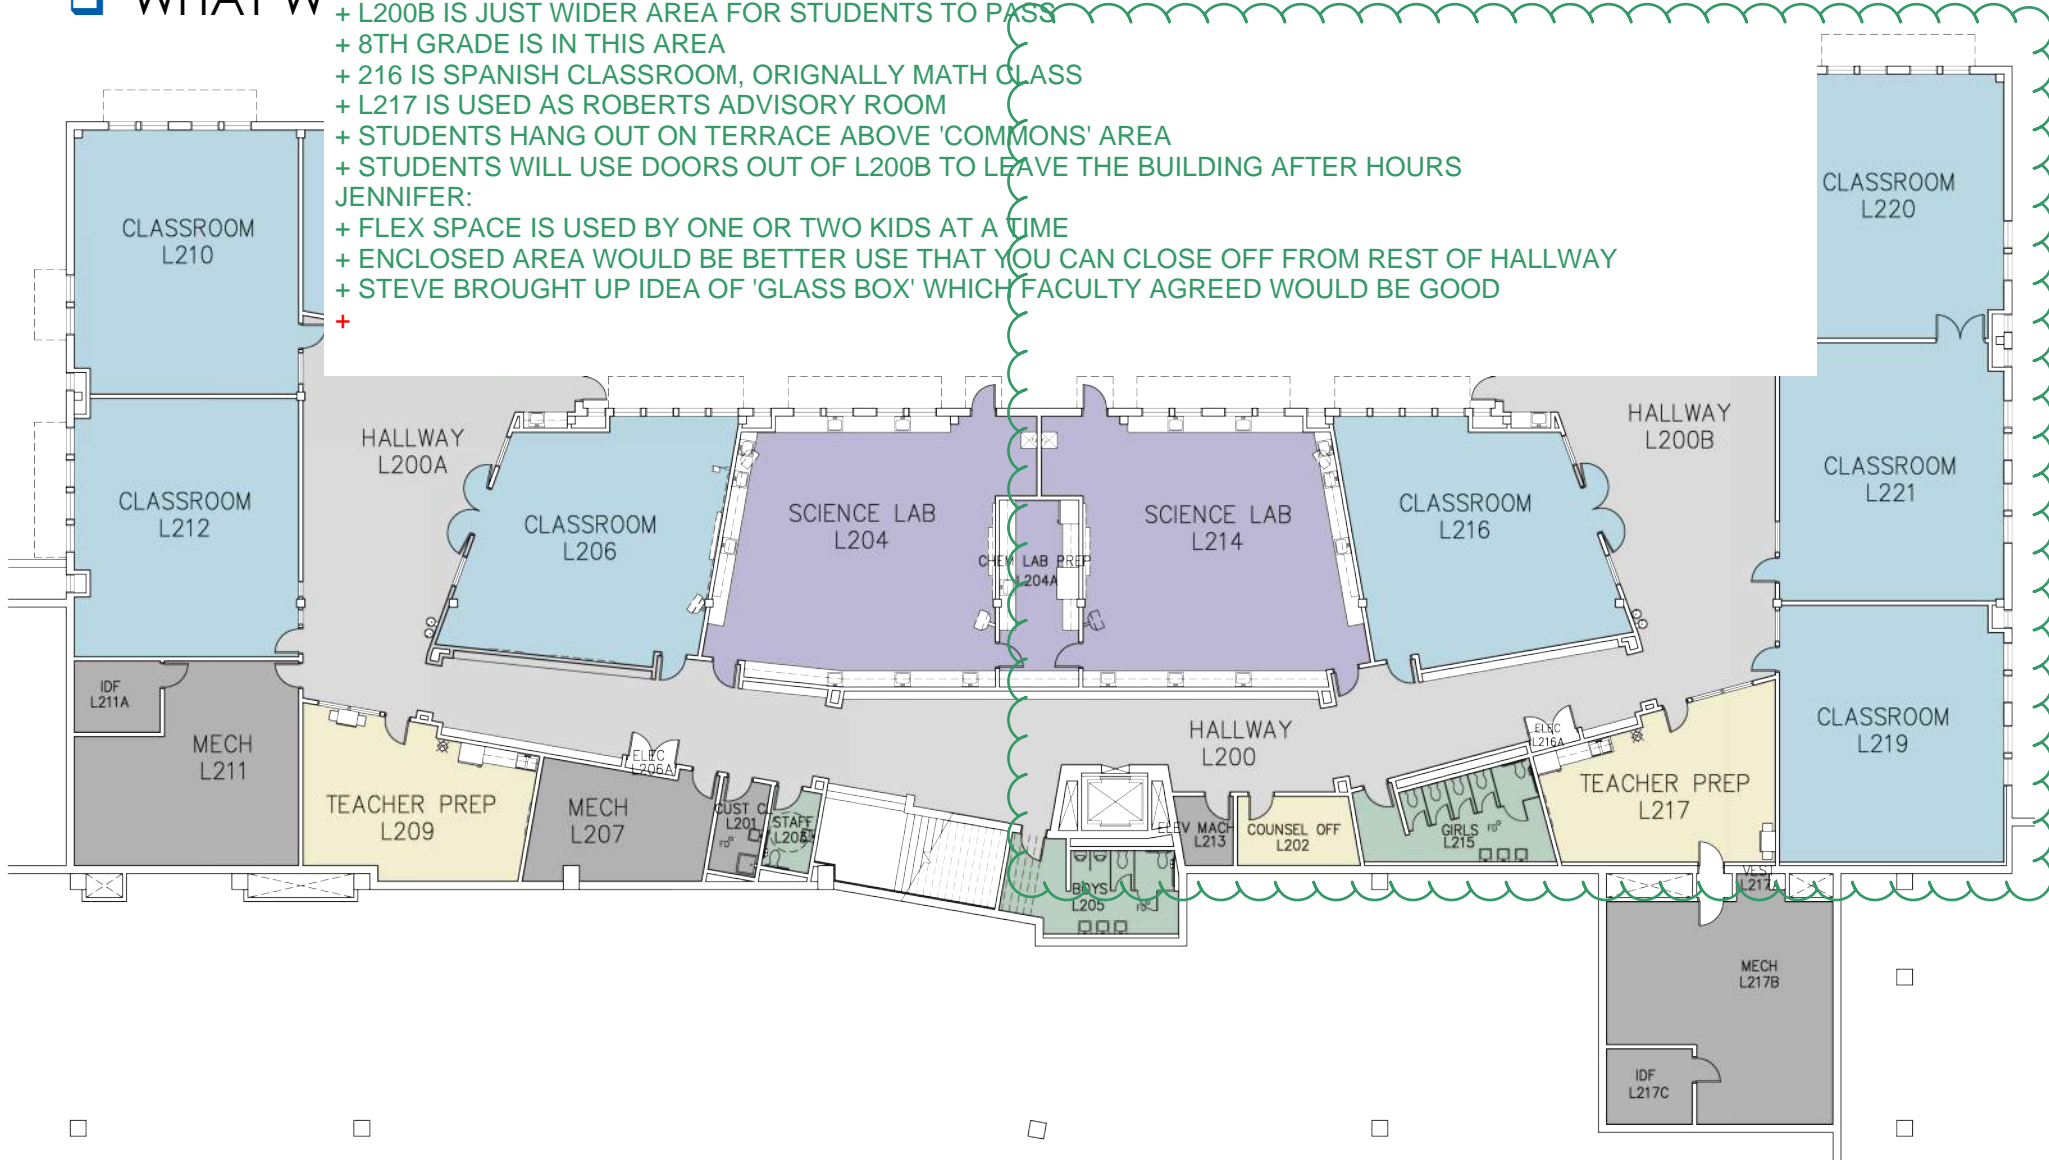 WHAT W
+ L200B IS JUST WIDER AREA FOR STUDENTS TO PASS
+ 8TH GRADE IS IN THIS AREA
+ 216 IS SPANISH CLASSROOM, ORIGNALLY MATH CLASS
+ L217 IS USED AS ROBERTS ADVISORY ROOM
+ STUDENTS HANG OUT ON TERRACE ABOVE 'COMMONS' AREA
+ STUDENTS WILL USE DOORS OUT OF L200B TO LEAVE THE BUILDING AFTER HOURS
JENNIFER:
+ FLEX SPACE IS USED BY ONE OR TWO KIDS AT A TIME
+ ENCLOSED AREA WOULD BE BETTER USE THAT YOU CAN CLOSE OFF FROM REST OF HALLWAY
+ STEVE BROUGHT UP IDEA OF 'GLASS BOX' WHICH FACULTY AGREED WOULD BE GOOD
+
CLASSROOM
L210
CLASSROOM
L220
HALLWAY
L200A
HALLWAY
L200B
CLASSROOM
L212
CLASSROOM
L206
SCIENCE LAB
L204
CHEM LAB PREP
L204A
SCIENCE LAB
L214
CLASSROOM
L216
CLASSROOM
L221
IDF
L211A
MECH
L211
TEACHER PREP
L209
ELEC
L206A
MECH
L207
CUST C
L201
FD
STAFF
L203
HALLWAY
L200
ELEV MACH
L213
COUNSEL OFF
L202
GIRLS
L215
FD
ELEC
L216A
TEACHER PREP
L217
CLASSROOM
L219
BOYS
L205
FD
VEST
L217A
MECH
L217B
IDF
L217C